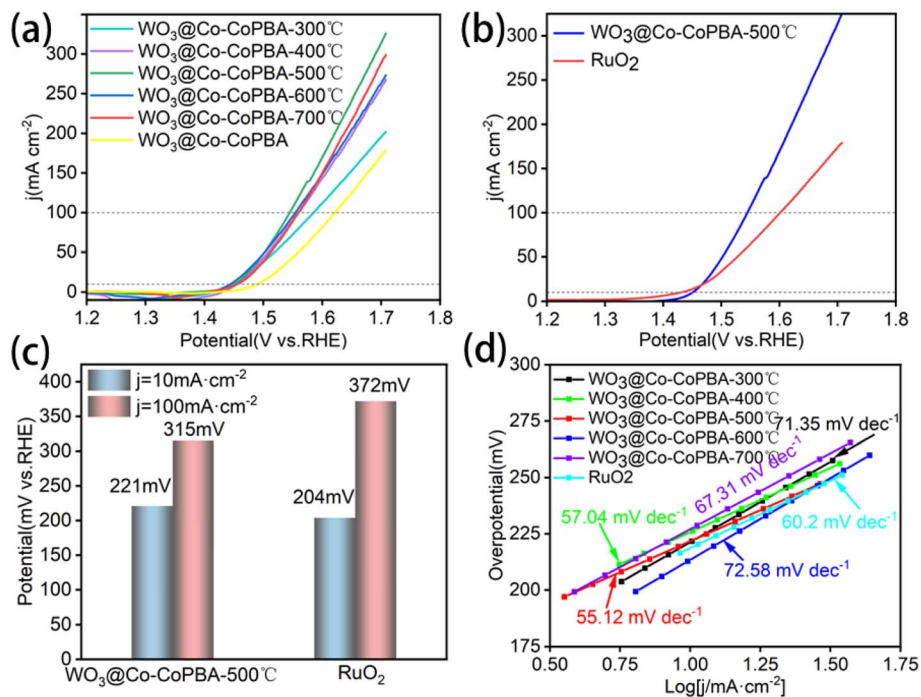 (a)
WO₃@Co-CoPBA-300℃
WO₃@Co-CoPBA-400℃
WO₃@Co-CoPBA-500℃
WO₃@Co-CoPBA-600℃
WO₃@Co-CoPBA-700℃
WO₃@Co-CoPBA
300
250
200
150
100
50
0
j(mA cm⁻²)
1.2 1.3 1.4 1.5 1.6 1.7 1.8
Potential(V vs.RHE)
(b)
WO₃@Co-CoPBA-500℃
RuO₂
300
250
200
150
100
50
0
j(mA cm⁻²)
1.2 1.3 1.4 1.5 1.6 1.7 1.8
Potential(V vs.RHE)
(c)
j=10mA·cm⁻²
j=100mA·cm⁻²
400
350
300
250
200
150
100
50
0
Potential(mV vs.RHE)
221mV
315mV
204mV
372mV
WO₃@Co-CoPBA-500℃
RuO₂
(d)
WO₃@Co-CoPBA-300℃
WO₃@Co-CoPBA-400℃
WO₃@Co-CoPBA-500℃
WO₃@Co-CoPBA-600℃
WO₃@Co-CoPBA-700℃
RuO2
300
275
250
225
200
175
Overpotential(mV)
71.35 mV dec⁻¹
67.31 mV dec⁻¹
57.04 mV dec⁻¹
60.2 mV dec⁻¹
72.58 mV dec⁻¹
55.12 mV dec⁻¹
0.50 0.75 1.00 1.25 1.50 1.75
Log[j/mA·cm⁻²]